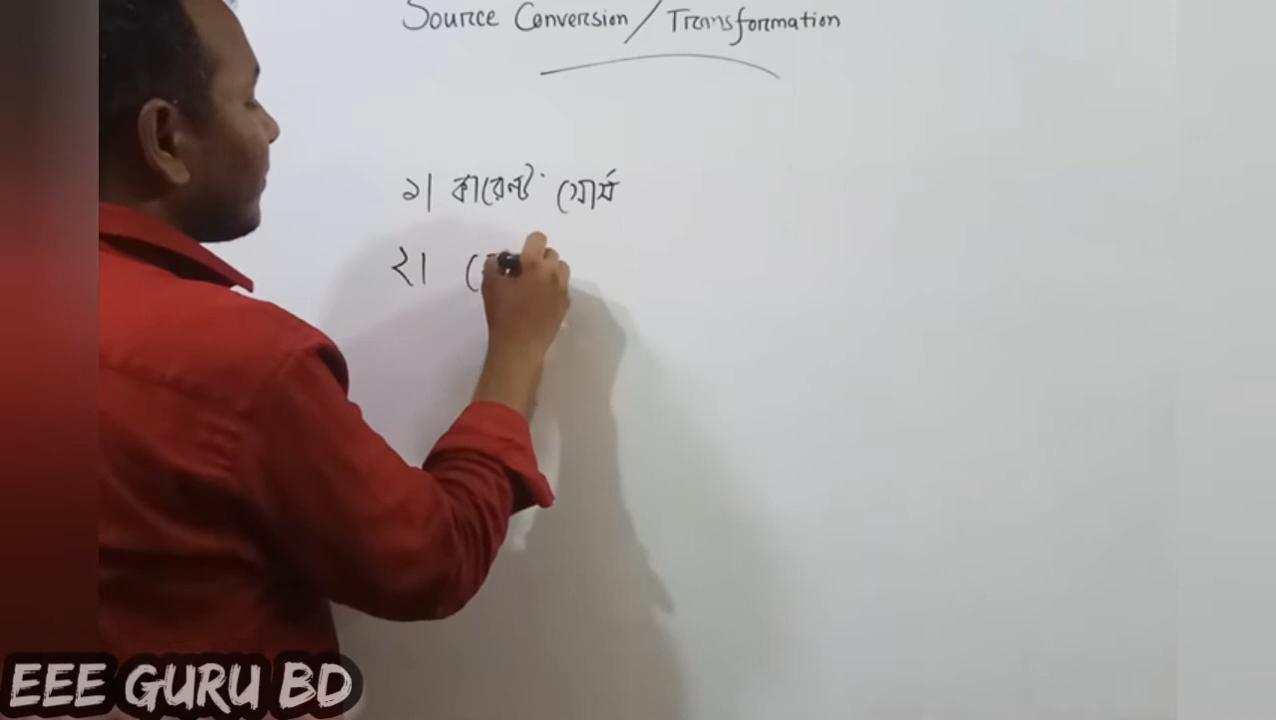 Source Conversion / Transformation
১। কারেন্ট সোর্স
২।
EEE GURU BD